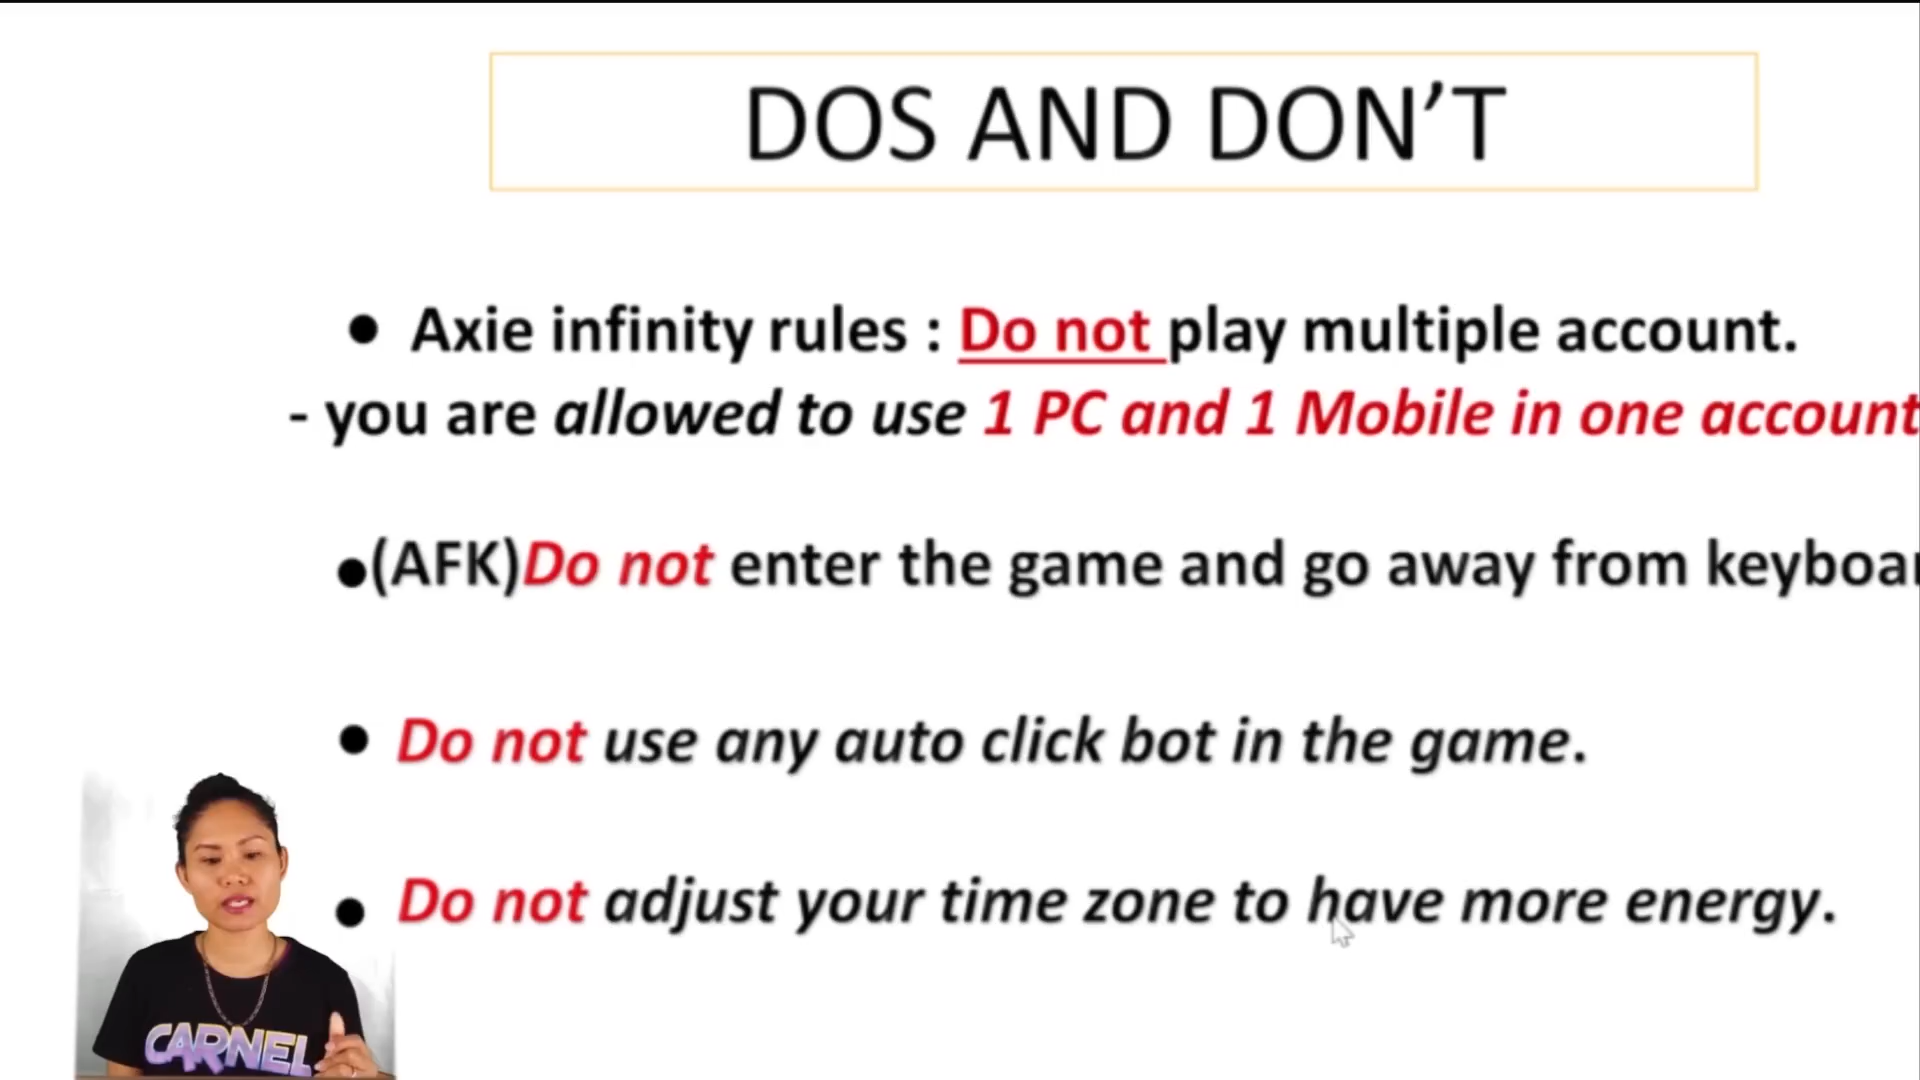 DOS AND DON'T
● Axie infinity rules : Do not play multiple account.
- you are allowed to use 1 PC and 1 Mobile in one account
●(AFK)Do not enter the game and go away from
● Do not use any auto click bot in the game.
● Do not adjust your time zone to have more energy.
CARNEL